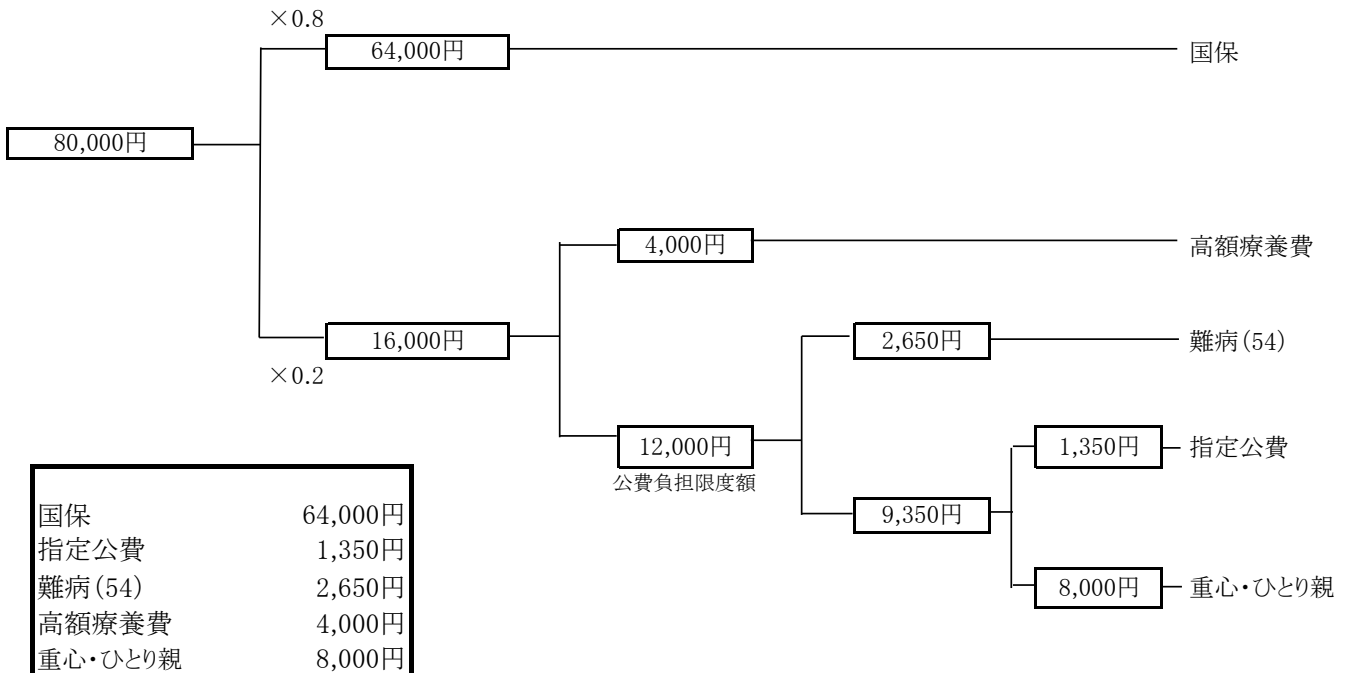 ×0.8
64,000円
国保
80,000円
4,000円
高額療養費
16,000円
2,650円
難病(54)
×0.2
12,000円
公費負担限度額
1,350円
指定公費
9,350円
8,000円
重心・ひとり親
国保 64,000円
指定公費 1,350円
難病(54) 2,650円
高額療養費 4,000円
重心・ひとり親 8,000円